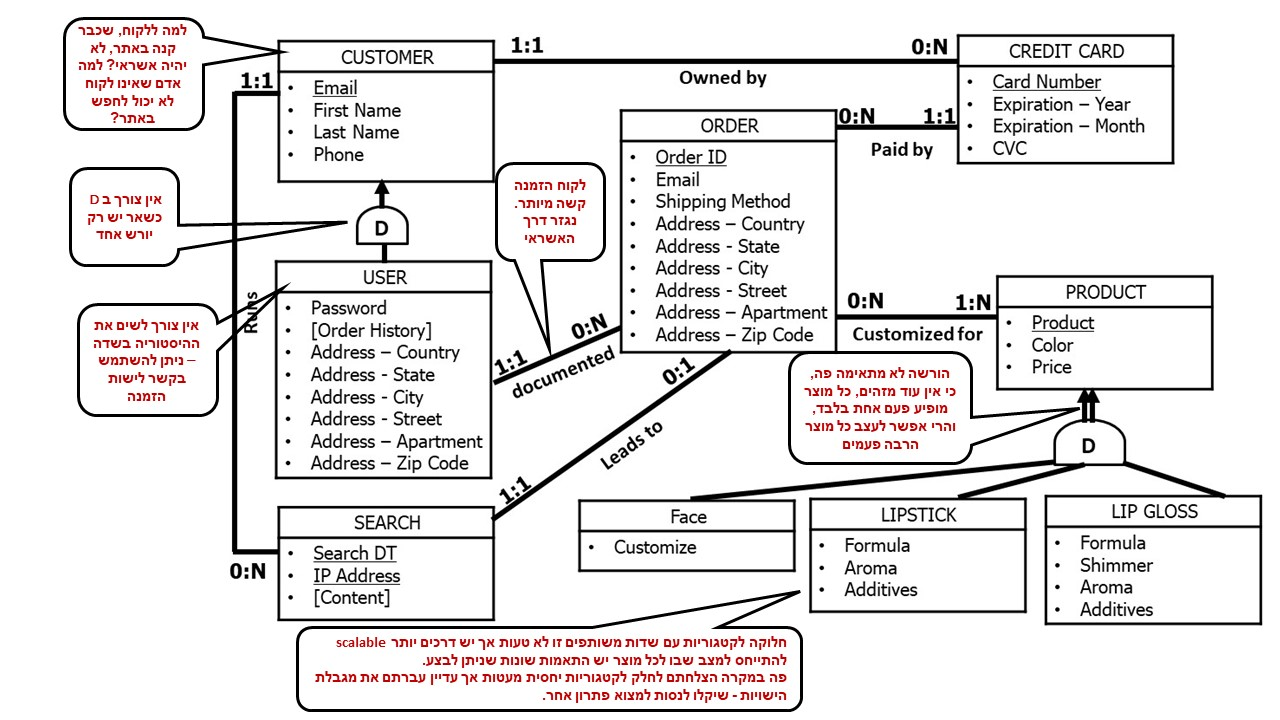 למה ללקוח, שכבר
קנה באתר, לא
יהיה אשראי? למה
אדם שאינו לקוח
לא יכול לחפש
באתר?
CUSTOMER
• Email
• First Name
• Last Name
• Phone
1:1
0:N
Owned by
CREDIT CARD
• Card Number
• Expiration – Year
• Expiration – Month
• CVC
1:1
ORDER
• Order ID
• Email
• Shipping Method
• Address – Country
• Address - State
• Address - City
• Address - Street
• Address – Apartment
• Address – Zip Code
0:N
1:1
Paid by
אין צורך ב D
כשאר יש רק
יורש אחד
D
לקוח הזמנה
קשה מיותר.
נגזר דרך
האשראי
USER
• Password
• [Order History]
• Address – Country
• Address - State
• Address - City
• Address - Street
• Address – Apartment
• Address – Zip Code
Runs
אין צורך לשים את
ההיסטוריה בשדה
– ניתן להשתמש
בקשר לישות
הזמנה
0:N
1:1
documented
0:N
1:N
Customized for
PRODUCT
• Product
• Color
• Price
0:1
Leads to
1:1
הורשה לא מתאימה פה,
כי אין עוד מזהים, כל מוצר
מופיע פעם אחת בלבד,
והרי אפשר לעצב כל מוצר
הרבה פעמים
D
SEARCH
• Search DT
• IP Address
• [Content]
0:N
Face
• Customize
LIPSTICK
• Formula
• Aroma
• Additives
LIP GLOSS
• Formula
• Shimmer
• Aroma
• Additives
חלוקה לקטגוריות עם שדות משותפים זו לא טעות אך יש דרכים יותר scalable
להתייחס למצב שבו לכל מוצר יש התאמות שונות שניתן לבצע.
פה במקרה הצלחתם לחלק לקטגוריות יחסית מעטות אך עדיין עברתם את מגבלת
הישויות - שיקלו לנסות למצוא פתרון אחר.